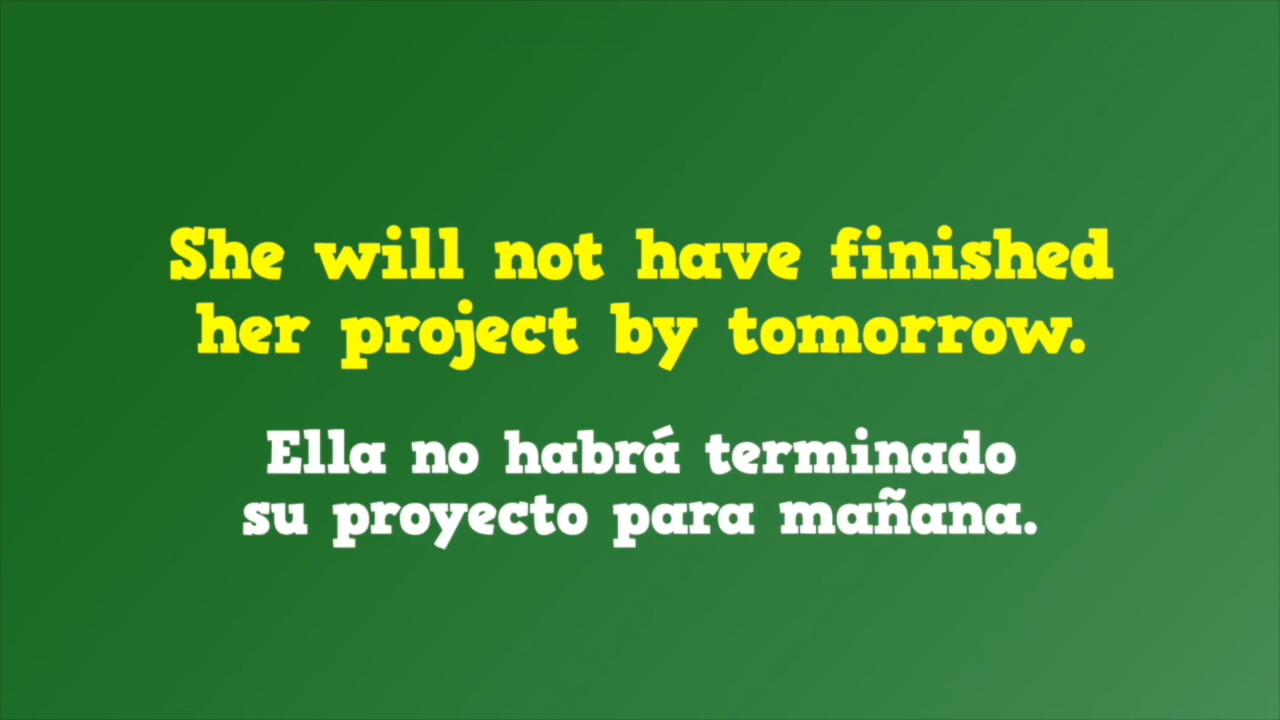 She will not have finished
her project by tomorrow.
Ella no habrá terminado
su proyecto para mañana.